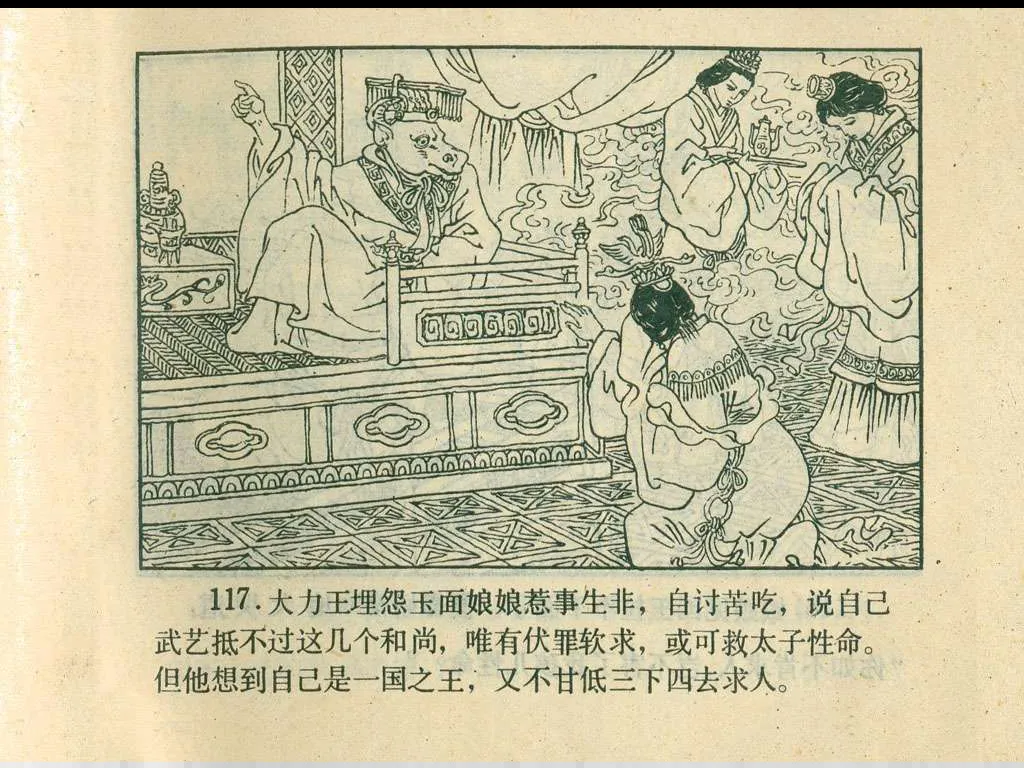 117.大力王埋怨玉面娘娘惹事生非，自讨苦吃，说自己
武艺抵不过这几个和尚，唯有伏罪软求，或可救太子性命。
但他想到自己是一国之王，又不甘低三下四去求人。